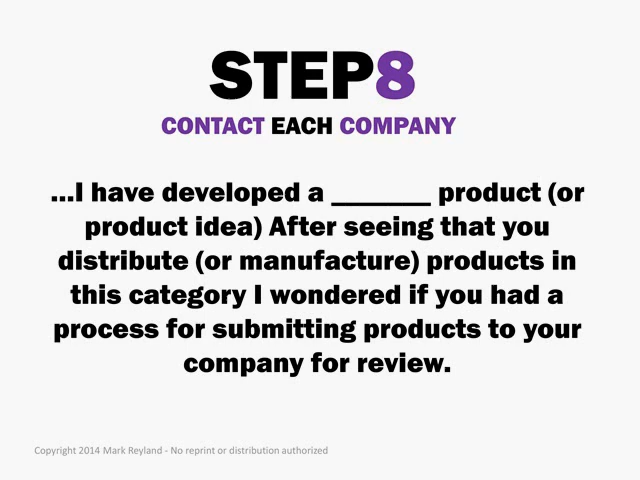 STEP8
CONTACT EACH COMPANY
...I have developed a _______ product (or
product idea) After seeing that you
distribute (or manufacture) products in
this category I wondered if you had a
process for submitting products to your
company for review.
Copyright 2014 Mark Reyland - No reprint or distribution authorized